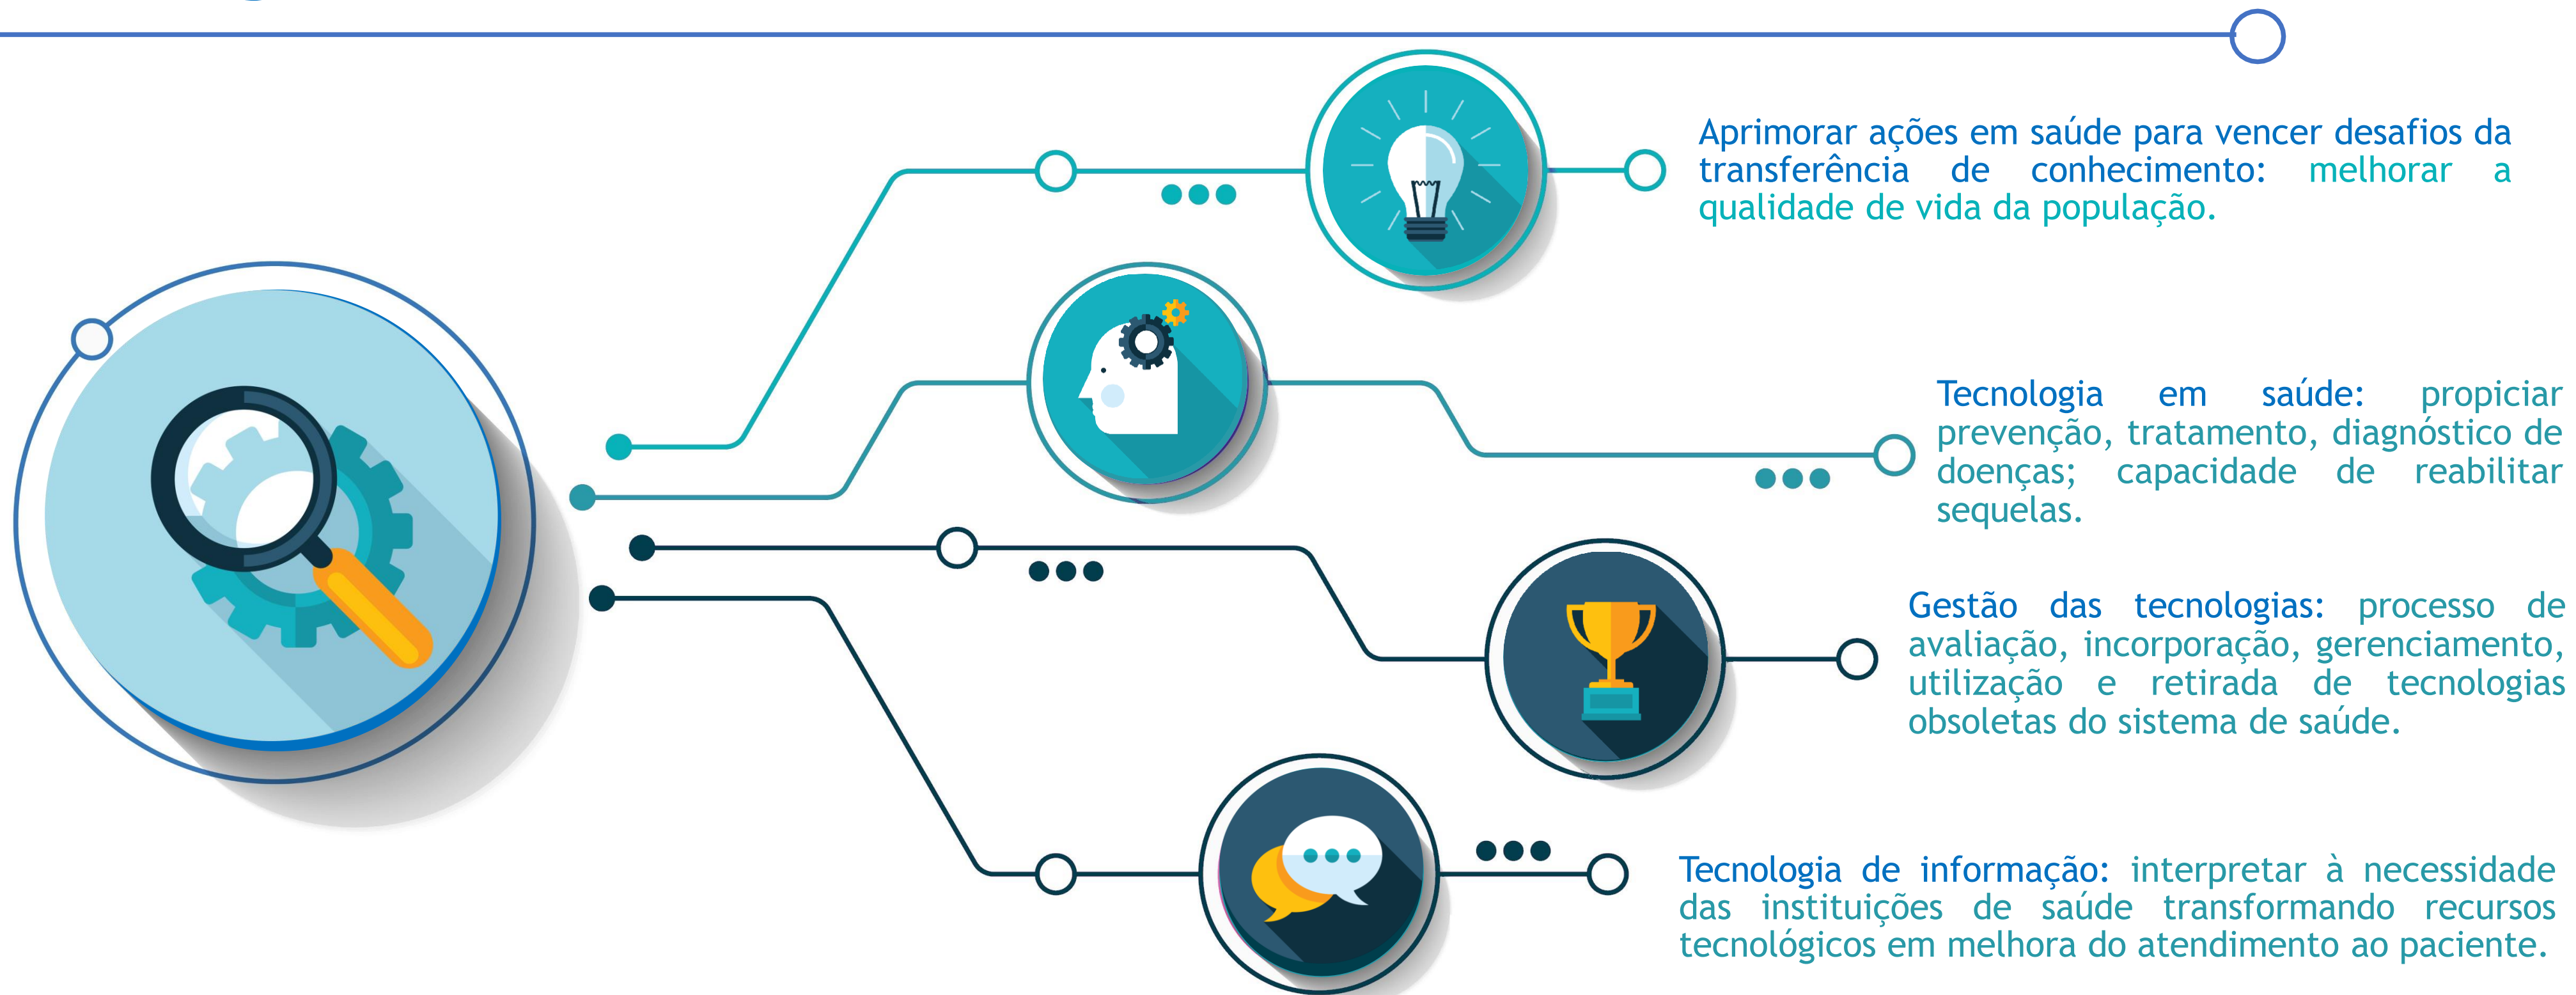 Aprimorar ações em saúde para vencer desafios da
transferência de conhecimento: melhorar a
qualidade de vida da população.
Tecnologia em saúde: propiciar
prevenção, tratamento, diagnóstico de
doenças; capacidade de reabilitar
sequelas.
Gestão das tecnologias: processo de
avaliação, incorporação, gerenciamento,
utilização e retirada de tecnologias
obsoletas do sistema de saúde.
Tecnologia de informação: interpretar à necessidade
das instituições de saúde transformando recursos
tecnológicos em melhora do atendimento ao paciente.